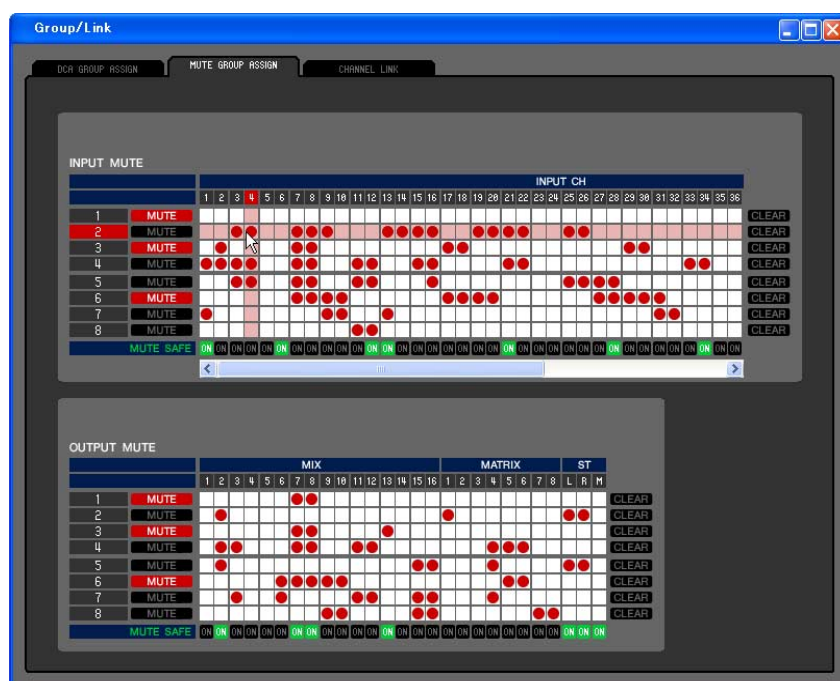 Group/Link
DCA GROUP ASSIGN MUTE GROUP ASSIGN CHANNEL LINK
INPUT MUTE
INPUT CH
1 2 3 4 5 6 7 8 9 10 11 12 13 14 15 16 17 18 19 20 21 22 23 24 25 26 27 28 29 30 31 32 33 34 35 36
1 MUTE CLEAR
2 MUTE CLEAR
3 MUTE CLEAR
4 MUTE CLEAR
5 MUTE CLEAR
6 MUTE CLEAR
7 MUTE CLEAR
8 MUTE CLEAR
MUTE SAFE ON ON ON ON ON ON ON ON ON ON ON ON ON ON ON ON ON ON ON ON ON ON ON ON ON ON ON ON ON ON ON ON ON ON ON ON
OUTPUT MUTE
MIX MATRIX ST
1 2 3 4 5 6 7 8 9 10 11 12 13 14 15 16 1 2 3 4 5 6 7 8 L R M
1 MUTE CLEAR
2 MUTE CLEAR
3 MUTE CLEAR
4 MUTE CLEAR
5 MUTE CLEAR
6 MUTE CLEAR
7 MUTE CLEAR
8 MUTE CLEAR
MUTE SAFE ON ON ON ON ON ON ON ON ON ON ON ON ON ON ON ON ON ON ON ON ON ON ON ON ON ON ON